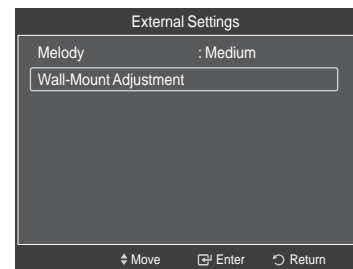 External Settings
Melody : Medium
Wall-Mount Adjustment
Move Enter Return